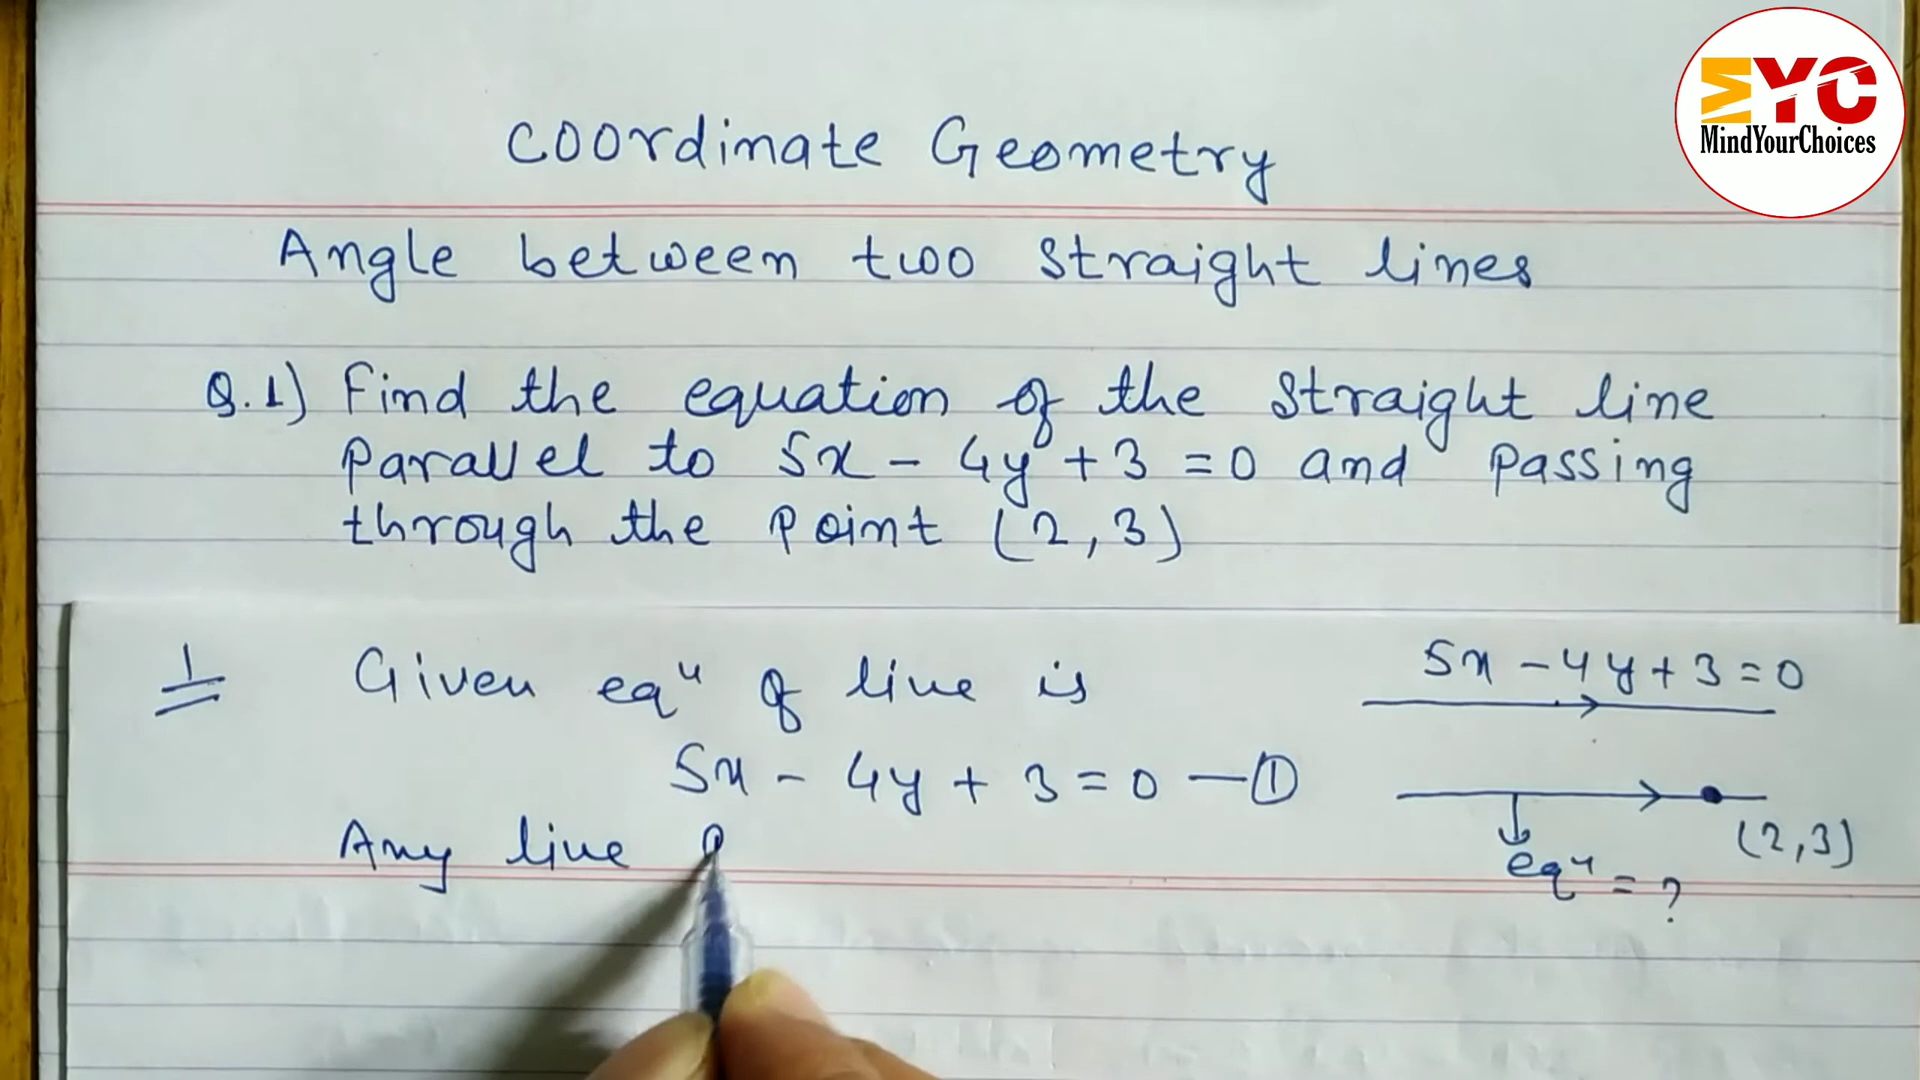 MYC
MindYourChoices
Coordinate Geometry
Angle between two straight lines
Q.1) Find the equation of the straight line
parallel to 5x - 4y + 3 = 0 and passing
through the point (2, 3)
1 Given eqⁿ of line is
5x - 4y + 3 = 0 — ①
Any line
5x - 4y + 3 = 0
(2,3)
eqⁿ = ?